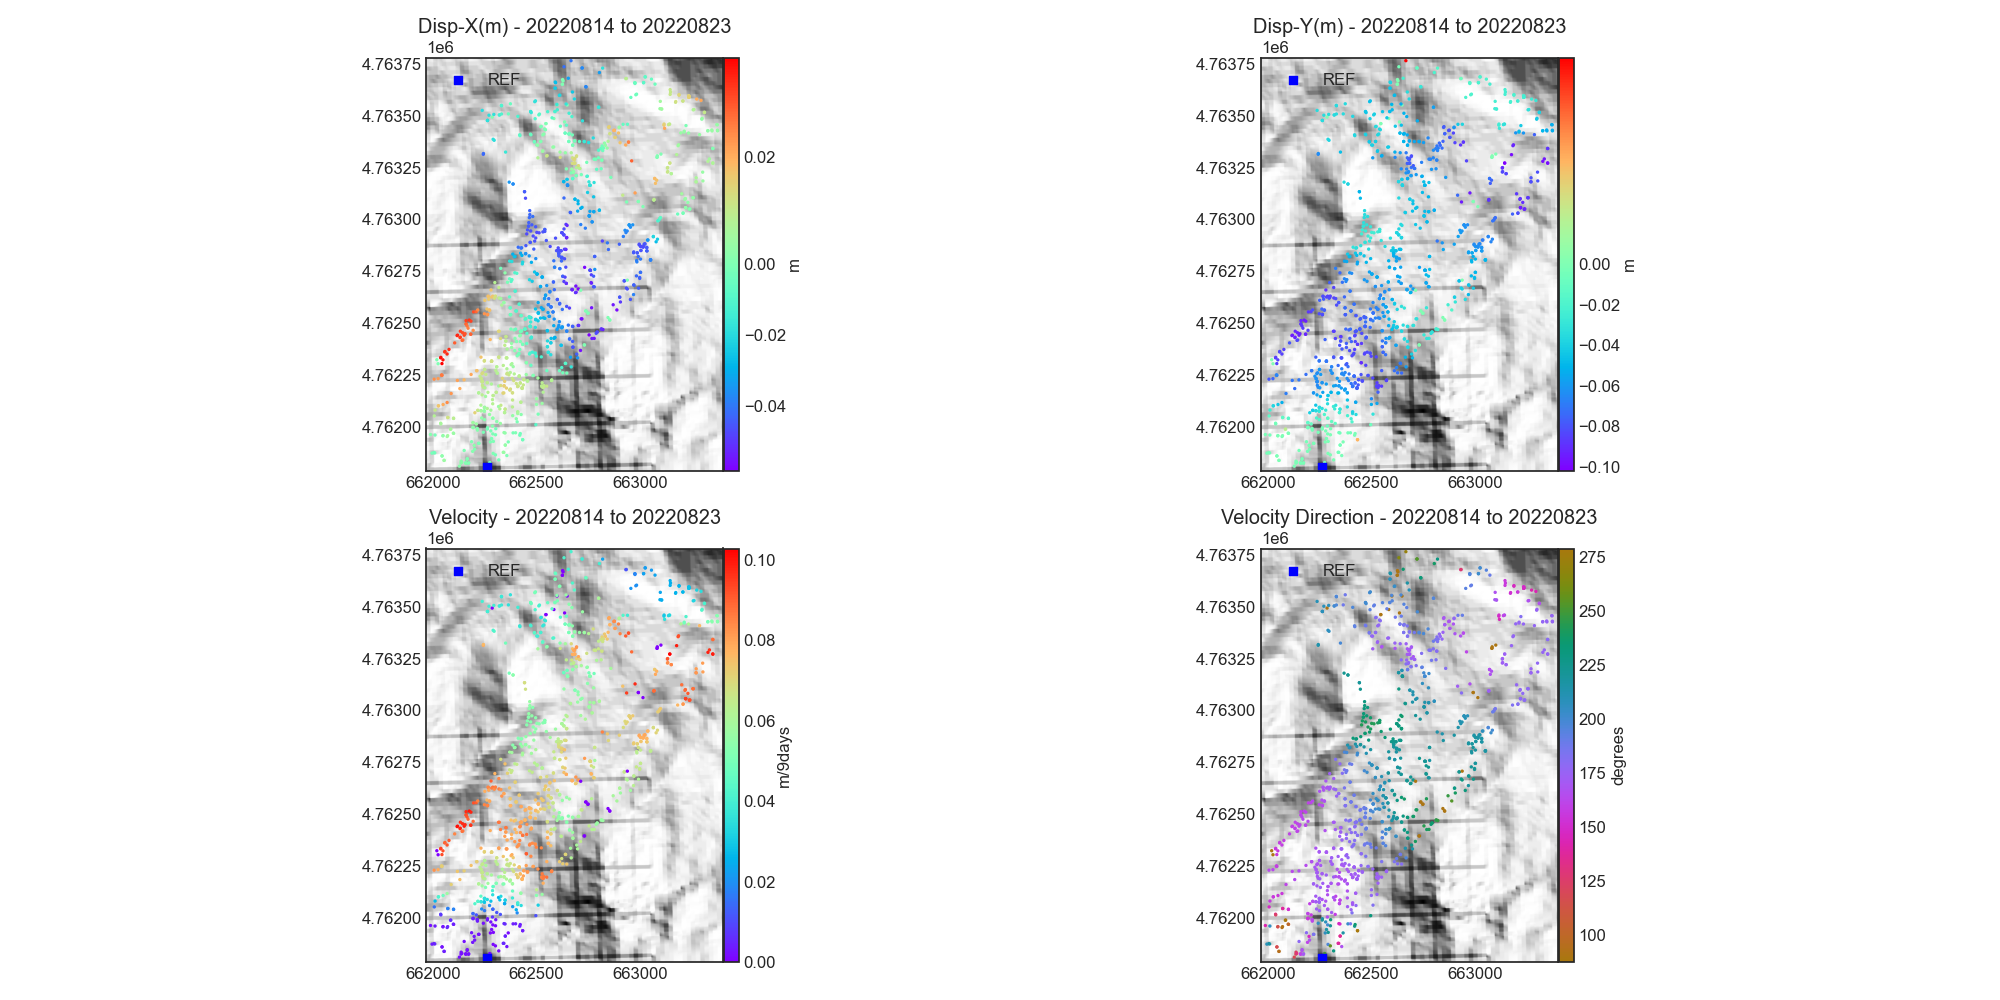 Disp-X(m) - 20220814 to 20220823
1e6
REF
4.76375
4.76350
4.76325
4.76300
4.76275
4.76250
4.76225
4.76200
662000 662500 663000
0.02
0.00
−0.02
−0.04
m
Disp-Y(m) - 20220814 to 20220823
1e6
REF
4.76375
4.76350
4.76325
4.76300
4.76275
4.76250
4.76225
4.76200
662000 662500 663000
0.00
−0.02
−0.04
−0.06
−0.08
−0.10
m
Velocity - 20220814 to 20220823
1e6
REF
4.76375
4.76350
4.76325
4.76300
4.76275
4.76250
4.76225
4.76200
662000 662500 663000
0.10
0.08
0.06
0.04
0.02
0.00
m/9days
Velocity Direction - 20220814 to 20220823
1e6
REF
4.76375
4.76350
4.76325
4.76300
4.76275
4.76250
4.76225
4.76200
662000 662500 663000
275
250
225
200
175
150
125
100
degrees